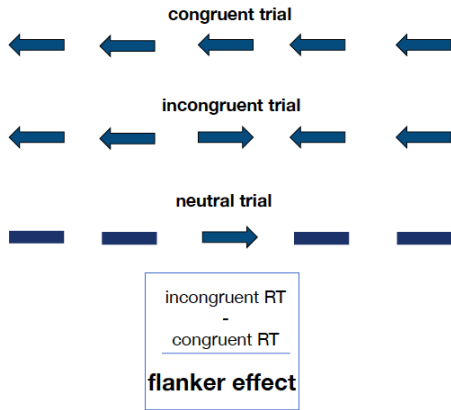 congruent trial
incongruent trial
neutral trial
incongruent RT
-
congruent RT
flanker effect